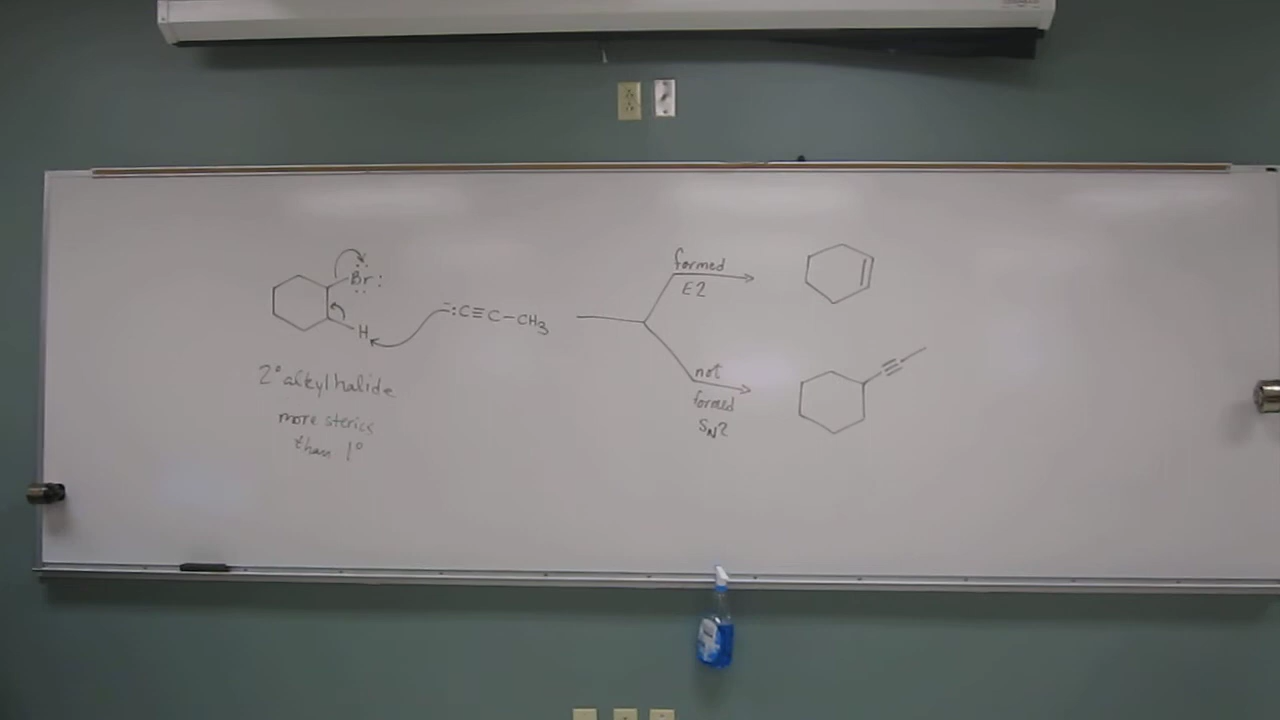 Br:
H
-:C≡C-CH3
2° alkyl halide
more sterics
than 1°
formed
E2
not
formed
SN2